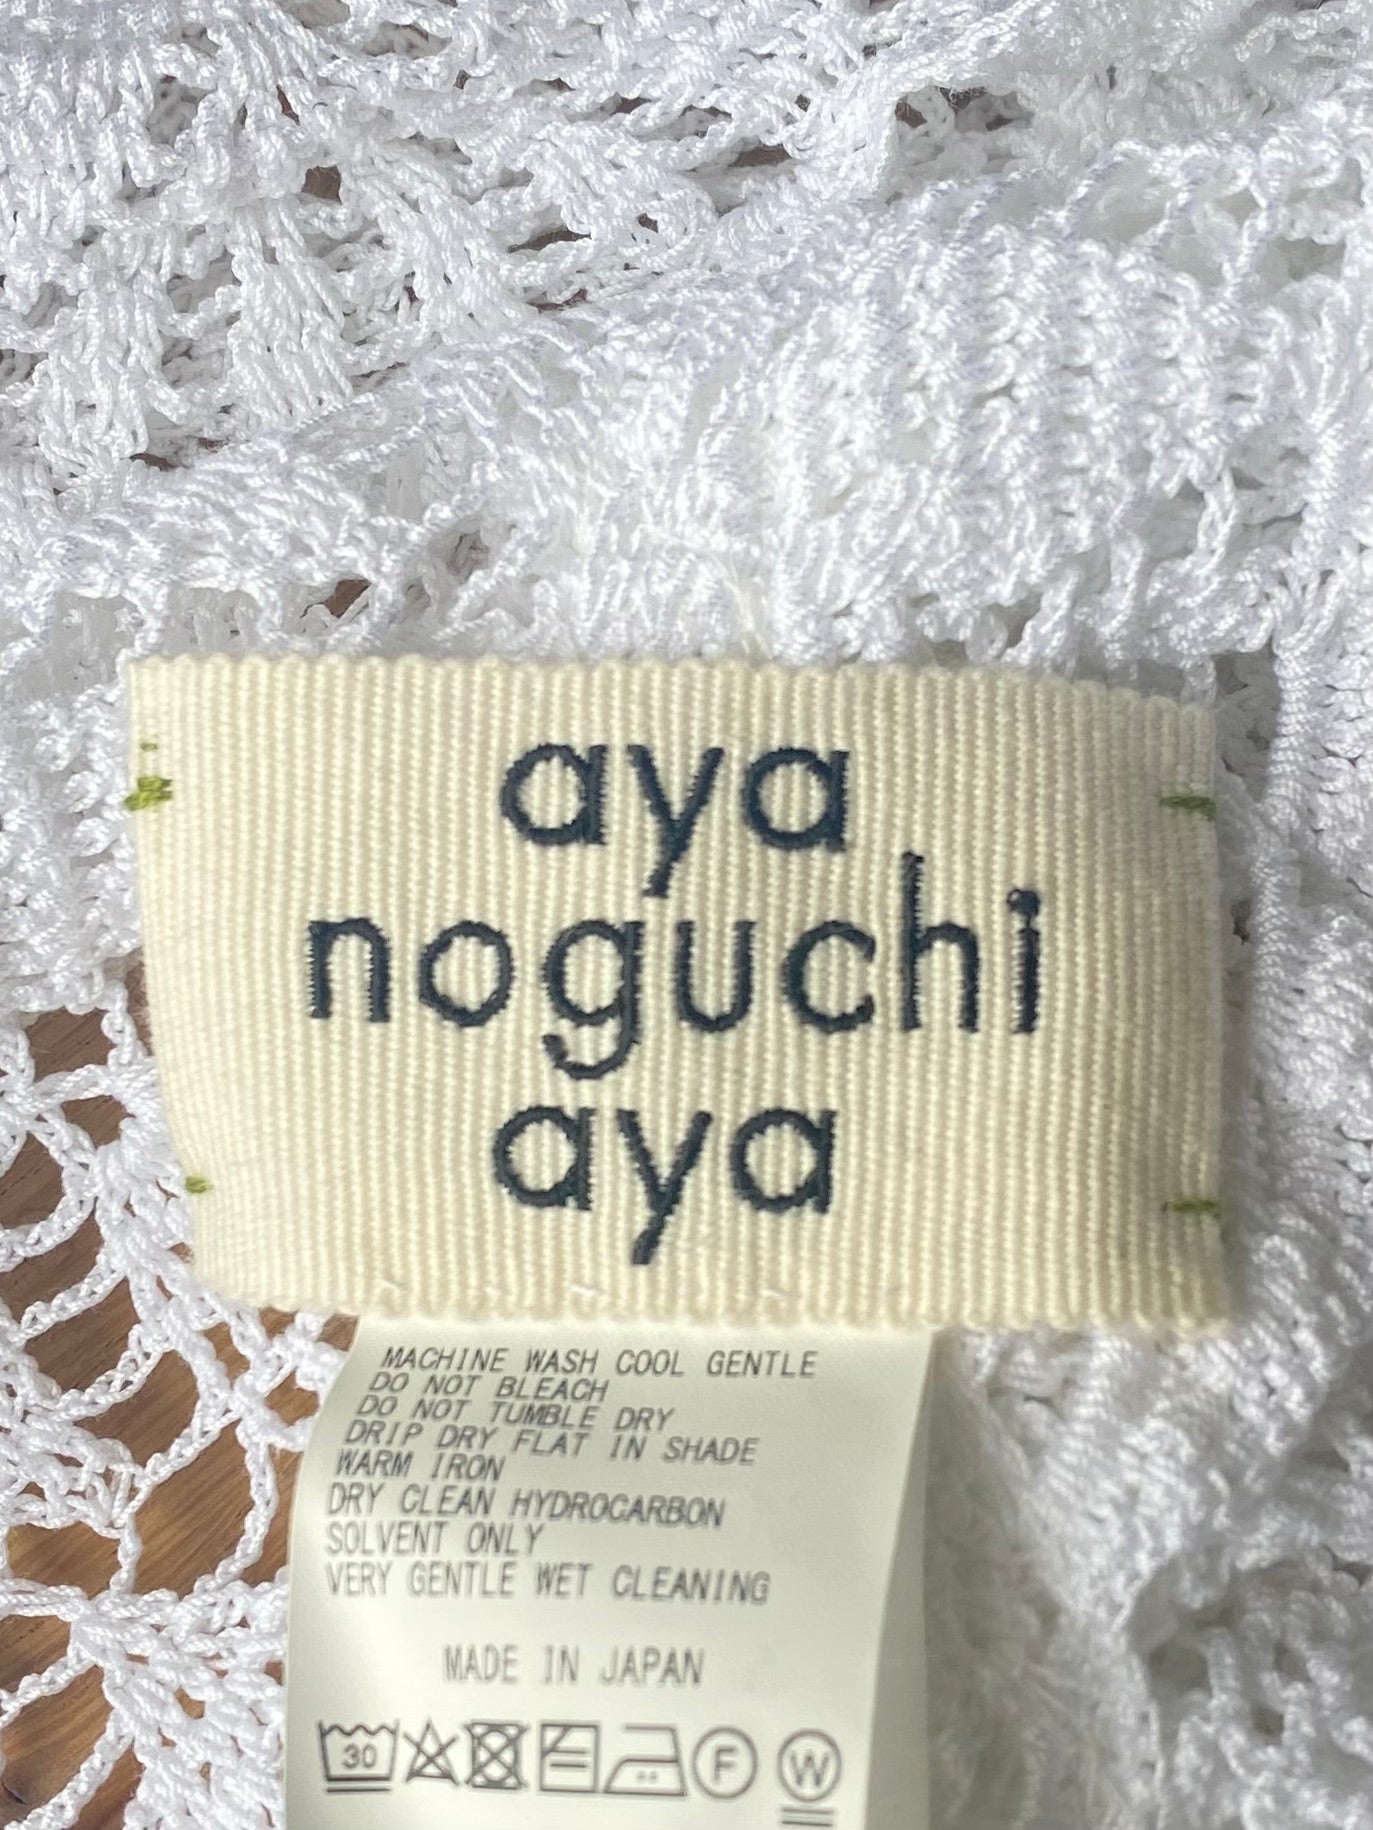 aya
noguchi
aya
MACHINE WASH COOL GENTLE
DO NOT BLEACH
DO NOT TUMBLE DRY
DRIP DRY FLAT IN SHADE
WARM IRON
DRY CLEAN HYDROCARBON
SOLVENT ONLY
VERY GENTLE WET CLEANING
MADE IN JAPAN
30 F W